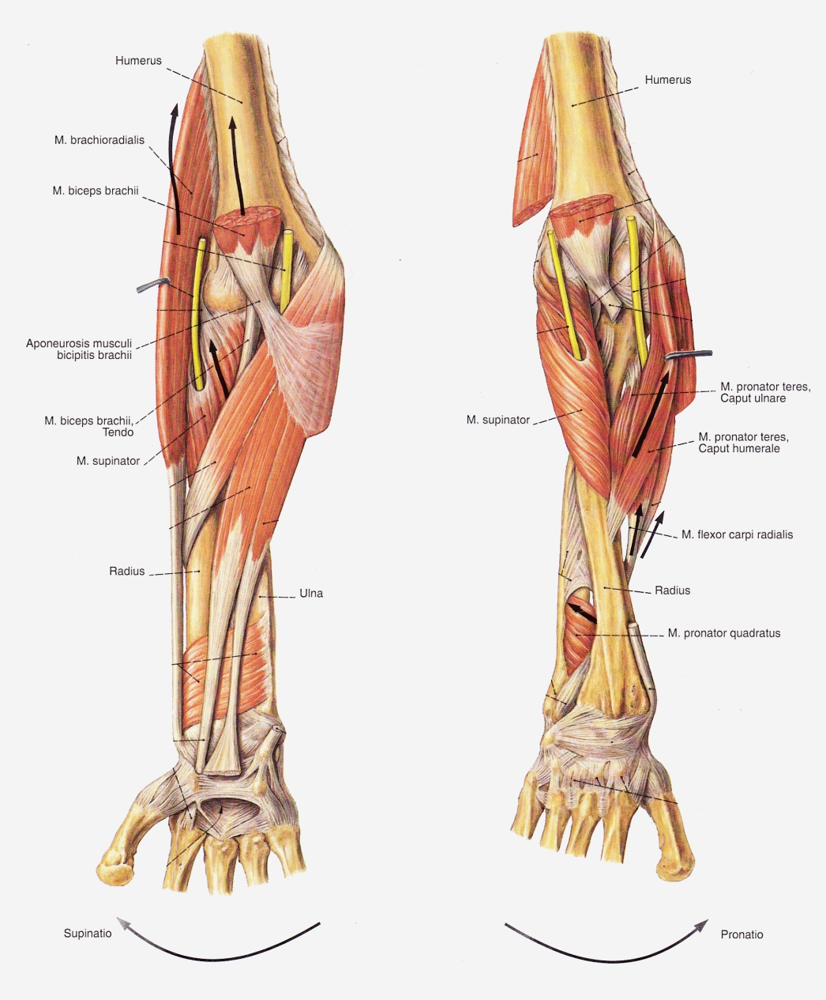 Humerus
M. brachioradialis
M. biceps brachii
Aponeurosis musculi
bicipitis brachii
M. biceps brachii,
Tendo
M. supinator
Radius
Ulna
Supinatio
Humerus
M. supinator
M. pronator teres,
Caput ulnare
M. pronator teres,
Caput humerale
M. flexor carpi radialis
Radius
M. pronator quadratus
Pronatio